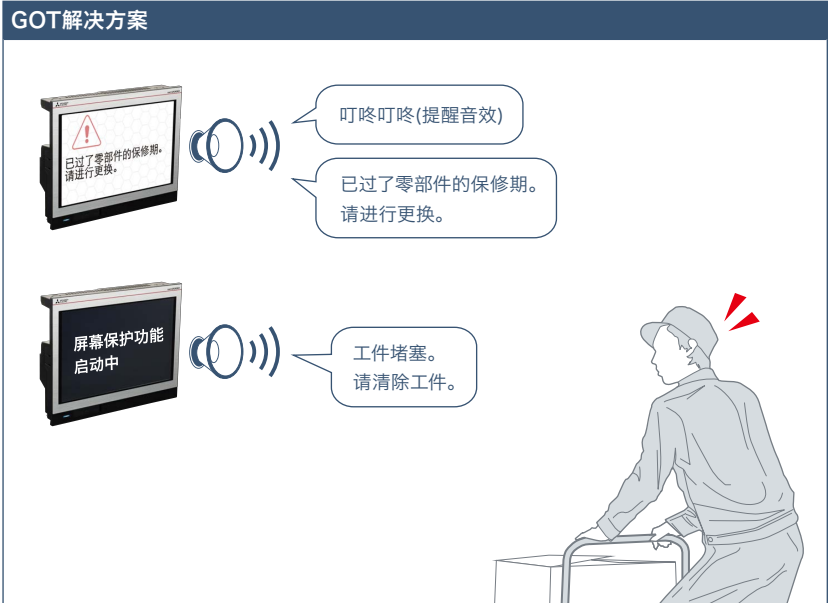 GOT解决方案
已过了零部件的保修期。
请进行更换。
叮咚叮咚(提醒音效)
已过了零部件的保修期。
请进行更换。
屏幕保护功能
启动中
工件堵塞。
请清除工件。